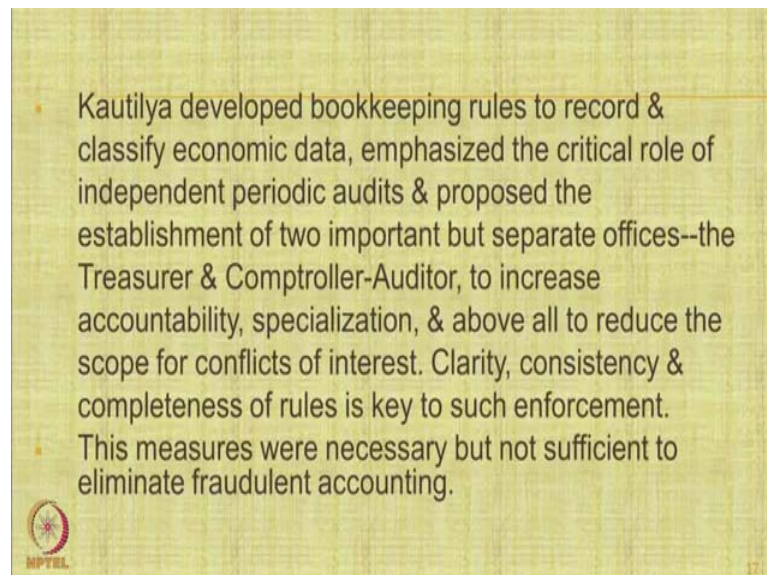 Kautilya developed bookkeeping rules to record &
classify economic data, emphasized the critical role of
independent periodic audits & proposed the
establishment of two important but separate offices--the
Treasurer & Comptroller-Auditor, to increase
accountability, specialization, & above all to reduce the
scope for conflicts of interest. Clarity, consistency &
completeness of rules is key to such enforcement.
This measures were necessary but not sufficient to
eliminate fraudulent accounting.
NPTEL
17